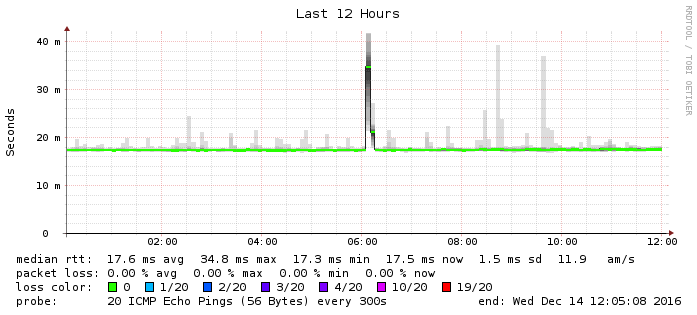 Last 12 Hours
RRDTOOL / TOBI OETIKER
Seconds
40 m
30 m
20 m
10 m
0
02:00 04:00 06:00 08:00 10:00 12:00
median rtt: 17.6 ms avg 34.8 ms max 17.3 ms min 17.5 ms now 1.5 ms sd 11.9 am/s
packet loss: 0.00 % avg 0.00 % max 0.00 % min 0.00 % now
loss color: 0 1/20 2/20 3/20 4/20 10/20 19/20
probe: 20 ICMP Echo Pings (56 Bytes) every 300s end: Wed Dec 14 12:05:08 2016